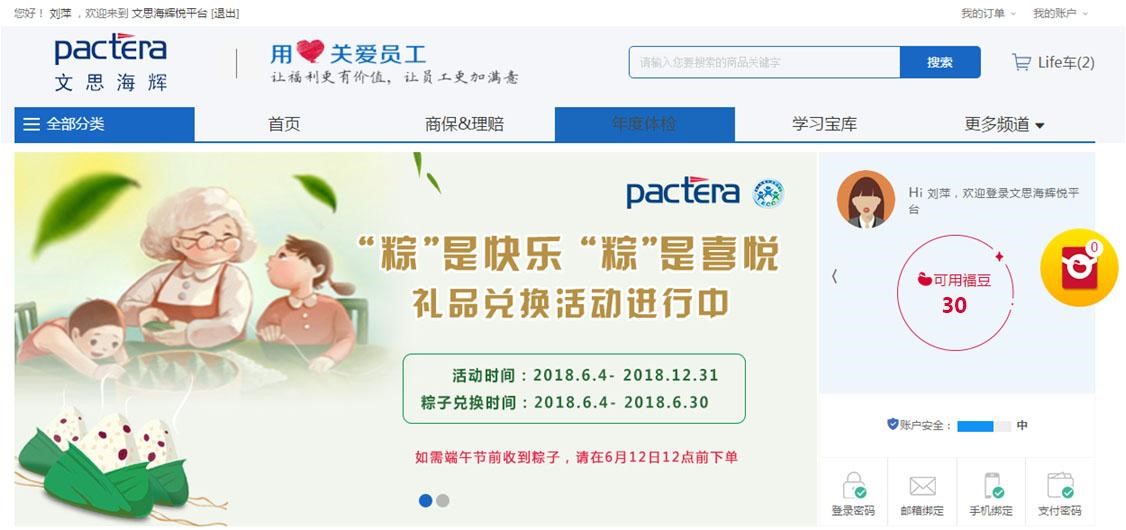 您好！ 刘萍 ，欢迎来到 文思海辉悦平台 [退出]
我的订单 我的账户
pactera
文思海辉
用 关爱员工
让福利更有价值，让员工更加满意
请输入您要搜索的商品关键字
搜索
Life车(2)
全部分类 首页 商保&理赔 年度体检 学习宝库 更多频道
pactera
“粽”是快乐 “粽”是喜悦
礼品兑换活动进行中
活动时间：2018.6.4- 2018.12.31
粽子兑换时间：2018.6.4- 2018.6.30
如需端午节前收到粽子，请在6月12日12点前下单
Hi 刘萍，欢迎登录文思海辉悦平
台
可用福豆
30
0
账户安全： 中
登录密码 邮箱绑定 手机绑定 支付密码